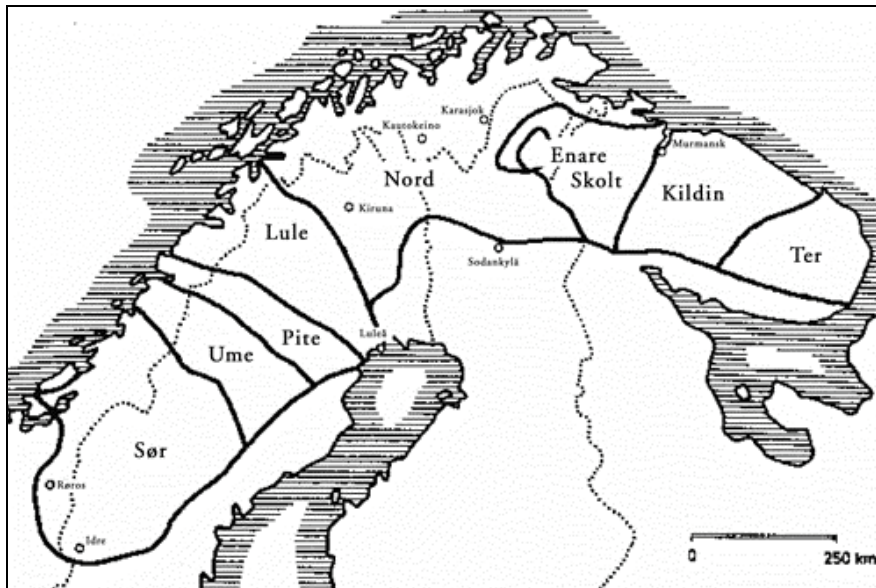 Karasjok
Kautokeino
Murmansk
Enare
Skolt
Nord
Kildin
Kiruna
Lule
Sodankylä
Ter
Luleå
Pite
Ume
Sør
Røros
Idre
0 250 km